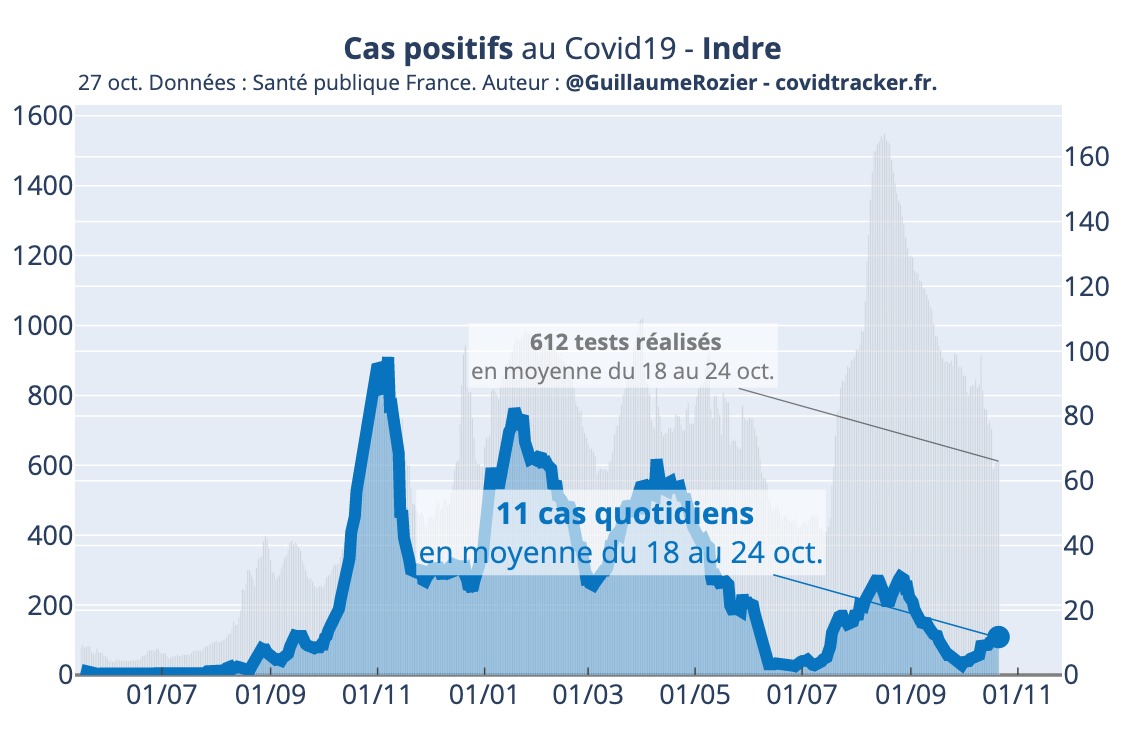 Cas positifs au Covid19 - Indre
27 oct. Données : Santé publique France. Auteur : @GuillaumeRozier - covidtracker.fr.
1600
1400
1200
1000
800
600
400
200
0
160
140
120
100
80
60
40
20
0
612 tests réalisés
en moyenne du 18 au 24 oct.
11 cas quotidiens
en moyenne du 18 au 24 oct.
01/07 01/09 01/11 01/01 01/03 01/05 01/07 01/09 01/11